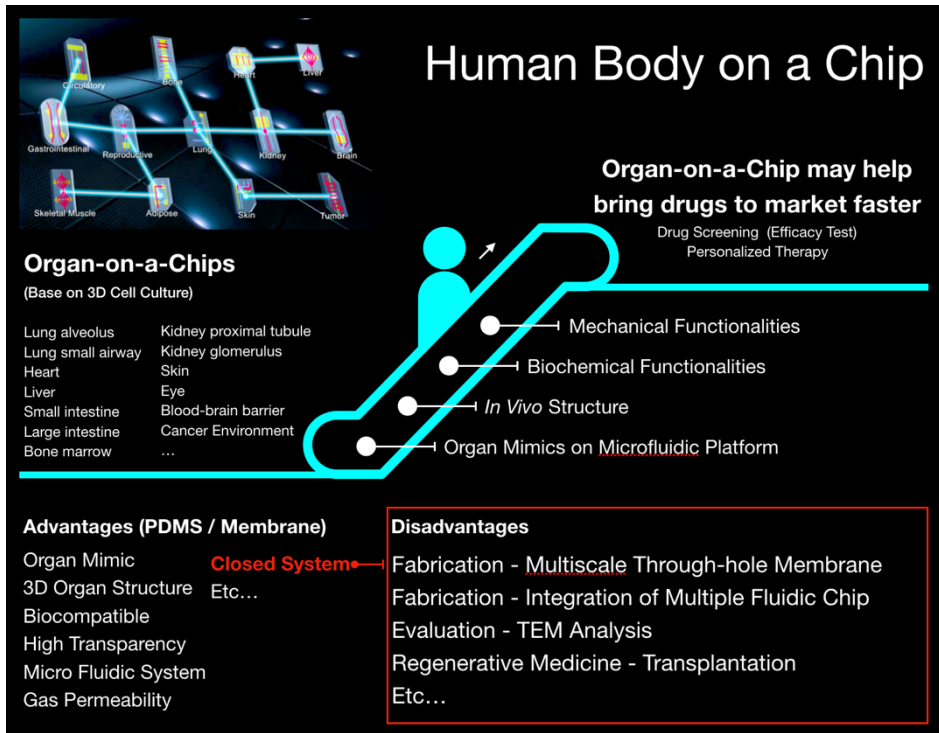 Human Body on a Chip
Circulatory
Bone
Heart
Liver
Gastrointestinal
Reproductive
Lung
Kidney
Brain
Skeletal Muscle
Adipose
Skin
Tumor
Organ-on-a-Chip may help
bring drugs to market faster
Drug Screening (Efficacy Test)
Personalized Therapy
Organ-on-a-Chips
(Base on 3D Cell Culture)
Lung alveolus
Lung small airway
Heart
Liver
Small intestine
Large intestine
Bone marrow
Kidney proximal tubule
Kidney glomerulus
Skin
Eye
Blood-brain barrier
Cancer Environment
...
Mechanical Functionalities
Biochemical Functionalities
In Vivo Structure
Organ Mimics on Microfluidic Platform
Advantages (PDMS / Membrane)
Organ Mimic
3D Organ Structure
Biocompatible
High Transparency
Micro Fluidic System
Gas Permeability
Closed System
Etc...
Disadvantages
Fabrication - Multiscale Through-hole Membrane
Fabrication - Integration of Multiple Fluidic Chip
Evaluation - TEM Analysis
Regenerative Medicine - Transplantation
Etc...